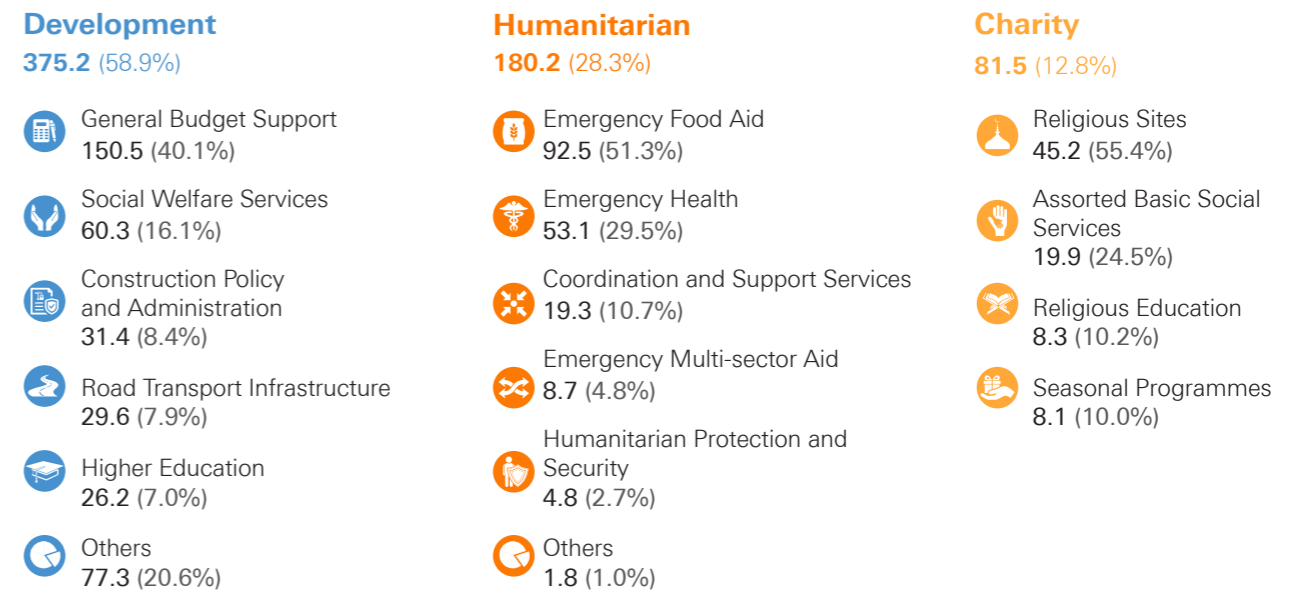 Development
375.2 (58.9%)
General Budget Support
150.5 (40.1%)
Social Welfare Services
60.3 (16.1%)
Construction Policy
and Administration
31.4 (8.4%)
Road Transport Infrastructure
29.6 (7.9%)
Higher Education
26.2 (7.0%)
Others
77.3 (20.6%)
Humanitarian
180.2 (28.3%)
Emergency Food Aid
92.5 (51.3%)
Emergency Health
53.1 (29.5%)
Coordination and Support Services
19.3 (10.7%)
Emergency Multi-sector Aid
8.7 (4.8%)
Humanitarian Protection and
Security
4.8 (2.7%)
Others
1.8 (1.0%)
Charity
81.5 (12.8%)
Religious Sites
45.2 (55.4%)
Assorted Basic Social
Services
19.9 (24.5%)
Religious Education
8.3 (10.2%)
Seasonal Programmes
8.1 (10.0%)